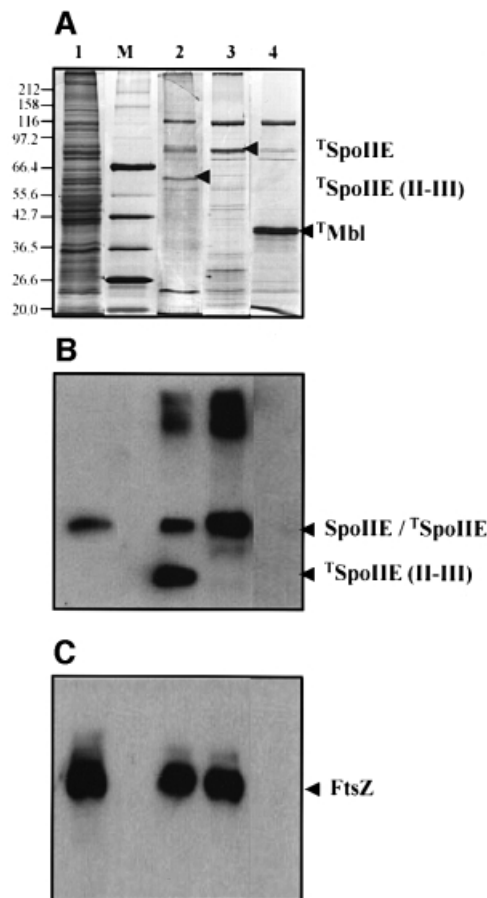 A
1 M 2 3 4
212
158
116
97.2
66.4
55.6
42.7
36.5
26.6
20.0
ᵀSpoIIE
ᵀSpoIIE (II-III)
ᵀMbl
B
SpoIIE / ᵀSpoIIE
ᵀSpoIIE (II-III)
C
FtsZ